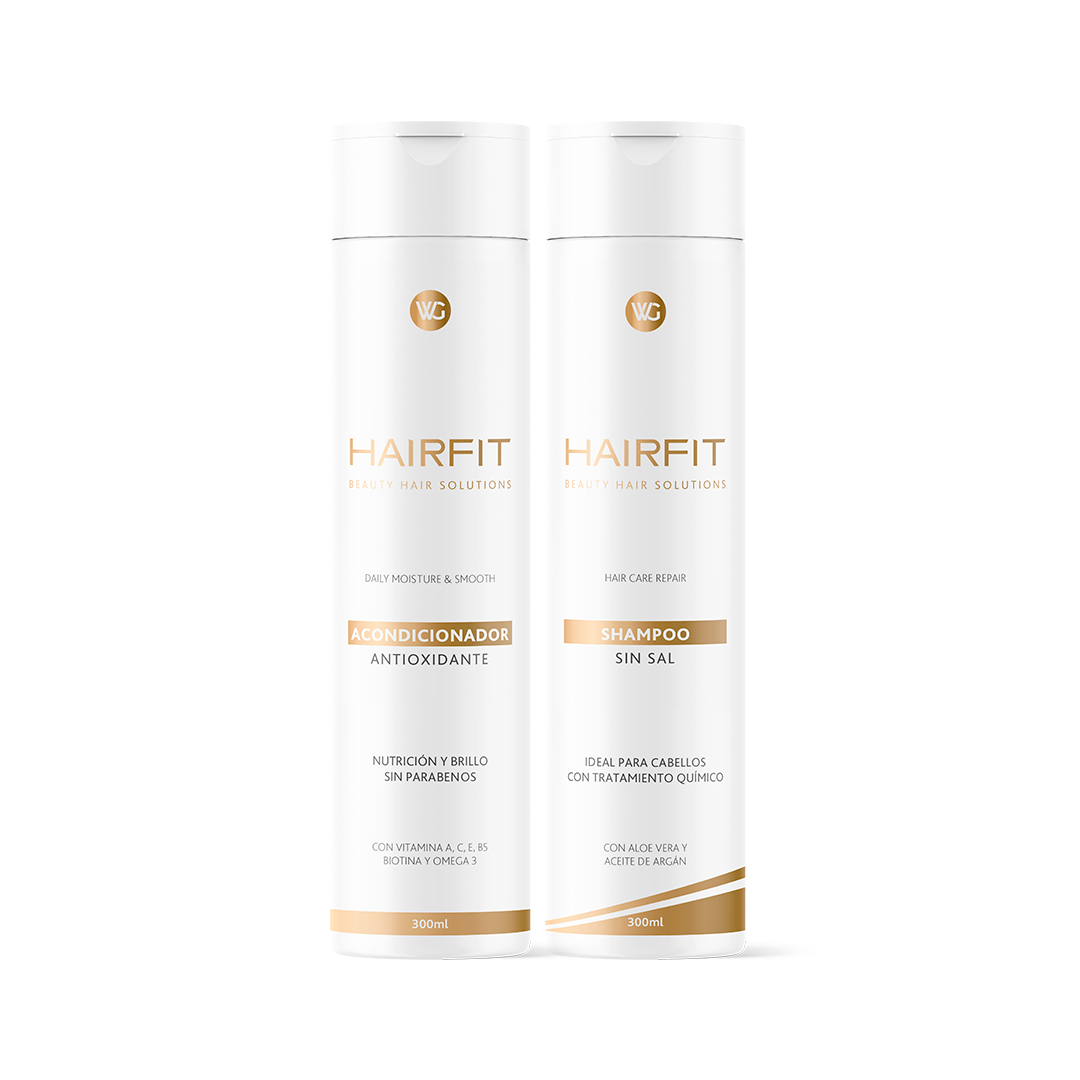 WG
HAIRFIT
BEAUTY HAIR SOLUTIONS
DAILY MOISTURE & SMOOTH
ACONDICIONADOR
ANTIOXIDANTE
NUTRICIÓN Y BRILLO
SIN PARABENOS
CON VITAMINA A, C, E, B5
BIOTINA Y OMEGA 3
300ml
WG
HAIRFIT
BEAUTY HAIR SOLUTIONS
HAIR CARE REPAIR
SHAMPOO
SIN SAL
IDEAL PARA CABELLOS
CON TRATAMIENTO QUÍMICO
CON ALOE VERA Y
ACEITE DE ARGÁN
300ml